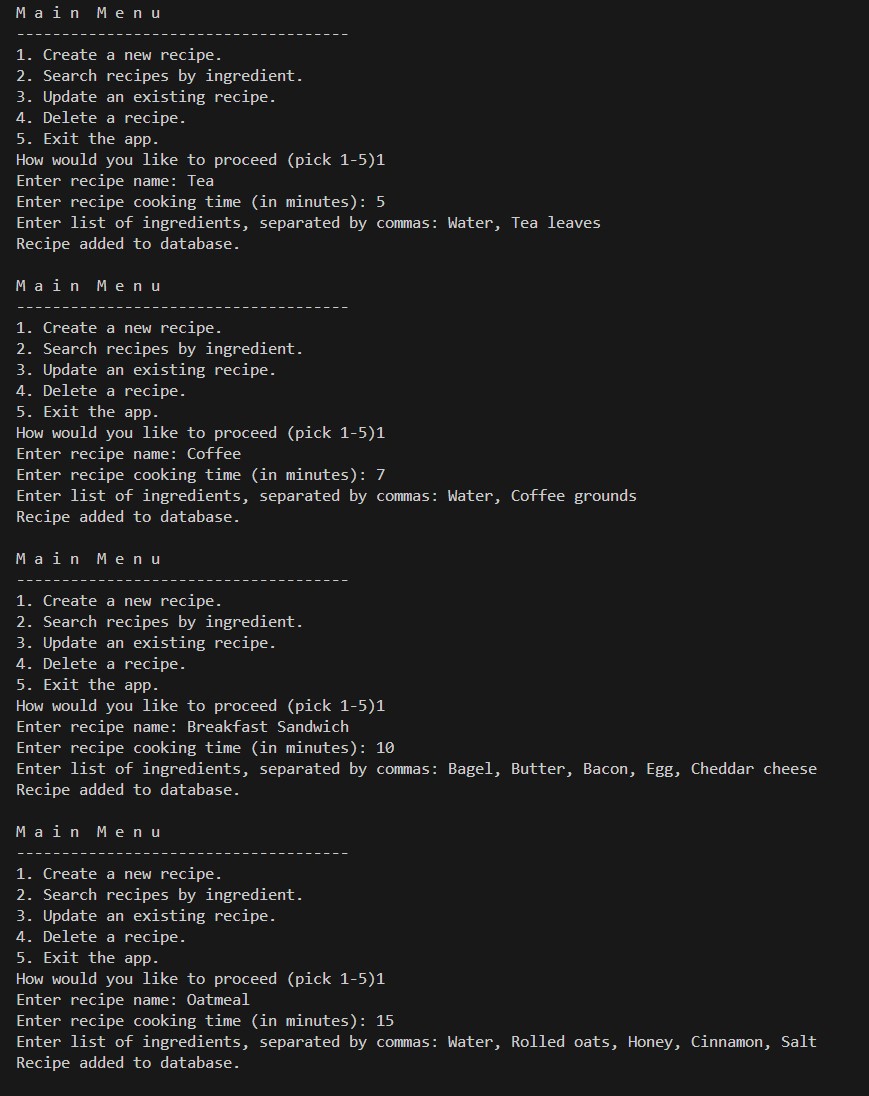 M a i n  M e n u
-------------------------------------
1. Create a new recipe.
2. Search recipes by ingredient.
3. Update an existing recipe.
4. Delete a recipe.
5. Exit the app.
How would you like to proceed (pick 1-5)1
Enter recipe name: Tea
Enter recipe cooking time (in minutes): 5
Enter list of ingredients, separated by commas: Water, Tea leaves
Recipe added to database.

M a i n  M e n u
-------------------------------------
1. Create a new recipe.
2. Search recipes by ingredient.
3. Update an existing recipe.
4. Delete a recipe.
5. Exit the app.
How would you like to proceed (pick 1-5)1
Enter recipe name: Coffee
Enter recipe cooking time (in minutes): 7
Enter list of ingredients, separated by commas: Water, Coffee grounds
Recipe added to database.

M a i n  M e n u
-------------------------------------
1. Create a new recipe.
2. Search recipes by ingredient.
3. Update an existing recipe.
4. Delete a recipe.
5. Exit the app.
How would you like to proceed (pick 1-5)1
Enter recipe name: Breakfast Sandwich
Enter recipe cooking time (in minutes): 10
Enter list of ingredients, separated by commas: Bagel, Butter, Bacon, Egg, Cheddar cheese
Recipe added to database.

M a i n  M e n u
-------------------------------------
1. Create a new recipe.
2. Search recipes by ingredient.
3. Update an existing recipe.
4. Delete a recipe.
5. Exit the app.
How would you like to proceed (pick 1-5)1
Enter recipe name: Oatmeal
Enter recipe cooking time (in minutes): 15
Enter list of ingredients, separated by commas: Water, Rolled oats, Honey, Cinnamon, Salt
Recipe added to database.